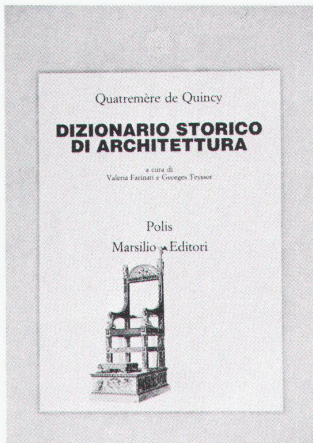 Quatremère de Quincy
DIZIONARIO STORICO
DI ARCHITETTURA
a cura di
Valeria Farinati e Georges Teyssot
Polis
Marsilio Editori